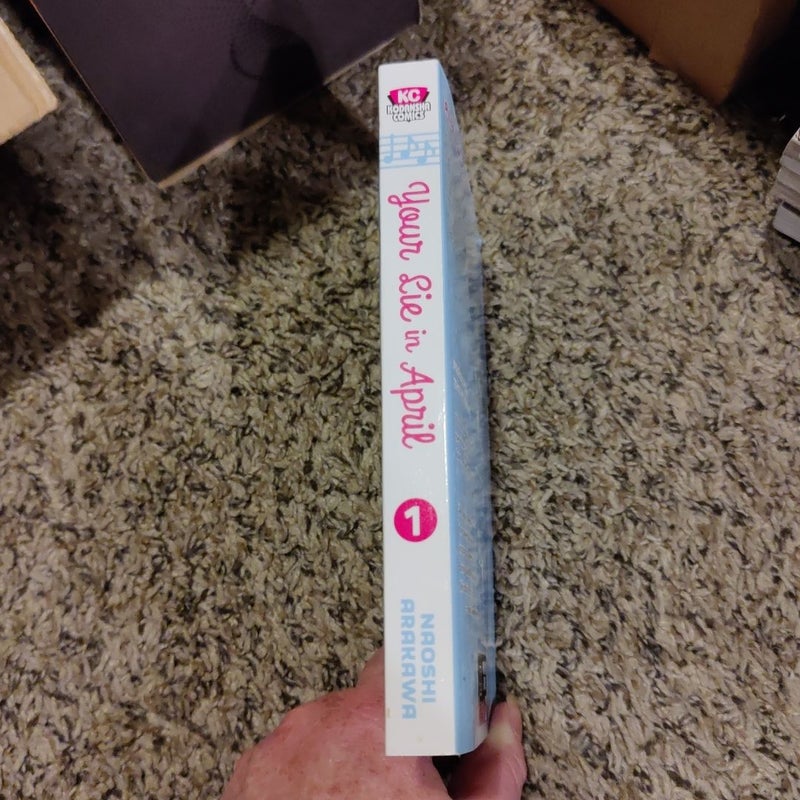 KC
KODANSHA
COMICS
Your Lie in April
1
NAOSHI
ARAKAWA